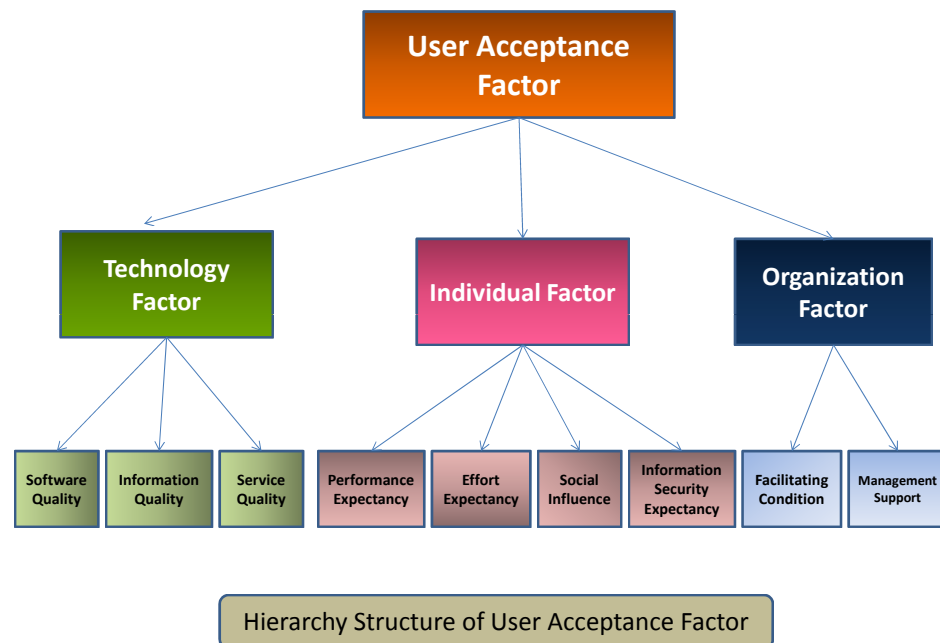 User Acceptance
Factor
Technology
Factor
Individual Factor
Organization
Factor
Software
Quality
Information
Quality
Service
Quality
Performance
Expectancy
Effort
Expectancy
Social
Influence
Information
Security
Expectancy
Facilitating
Condition
Management
Support
Hierarchy Structure of User Acceptance Factor